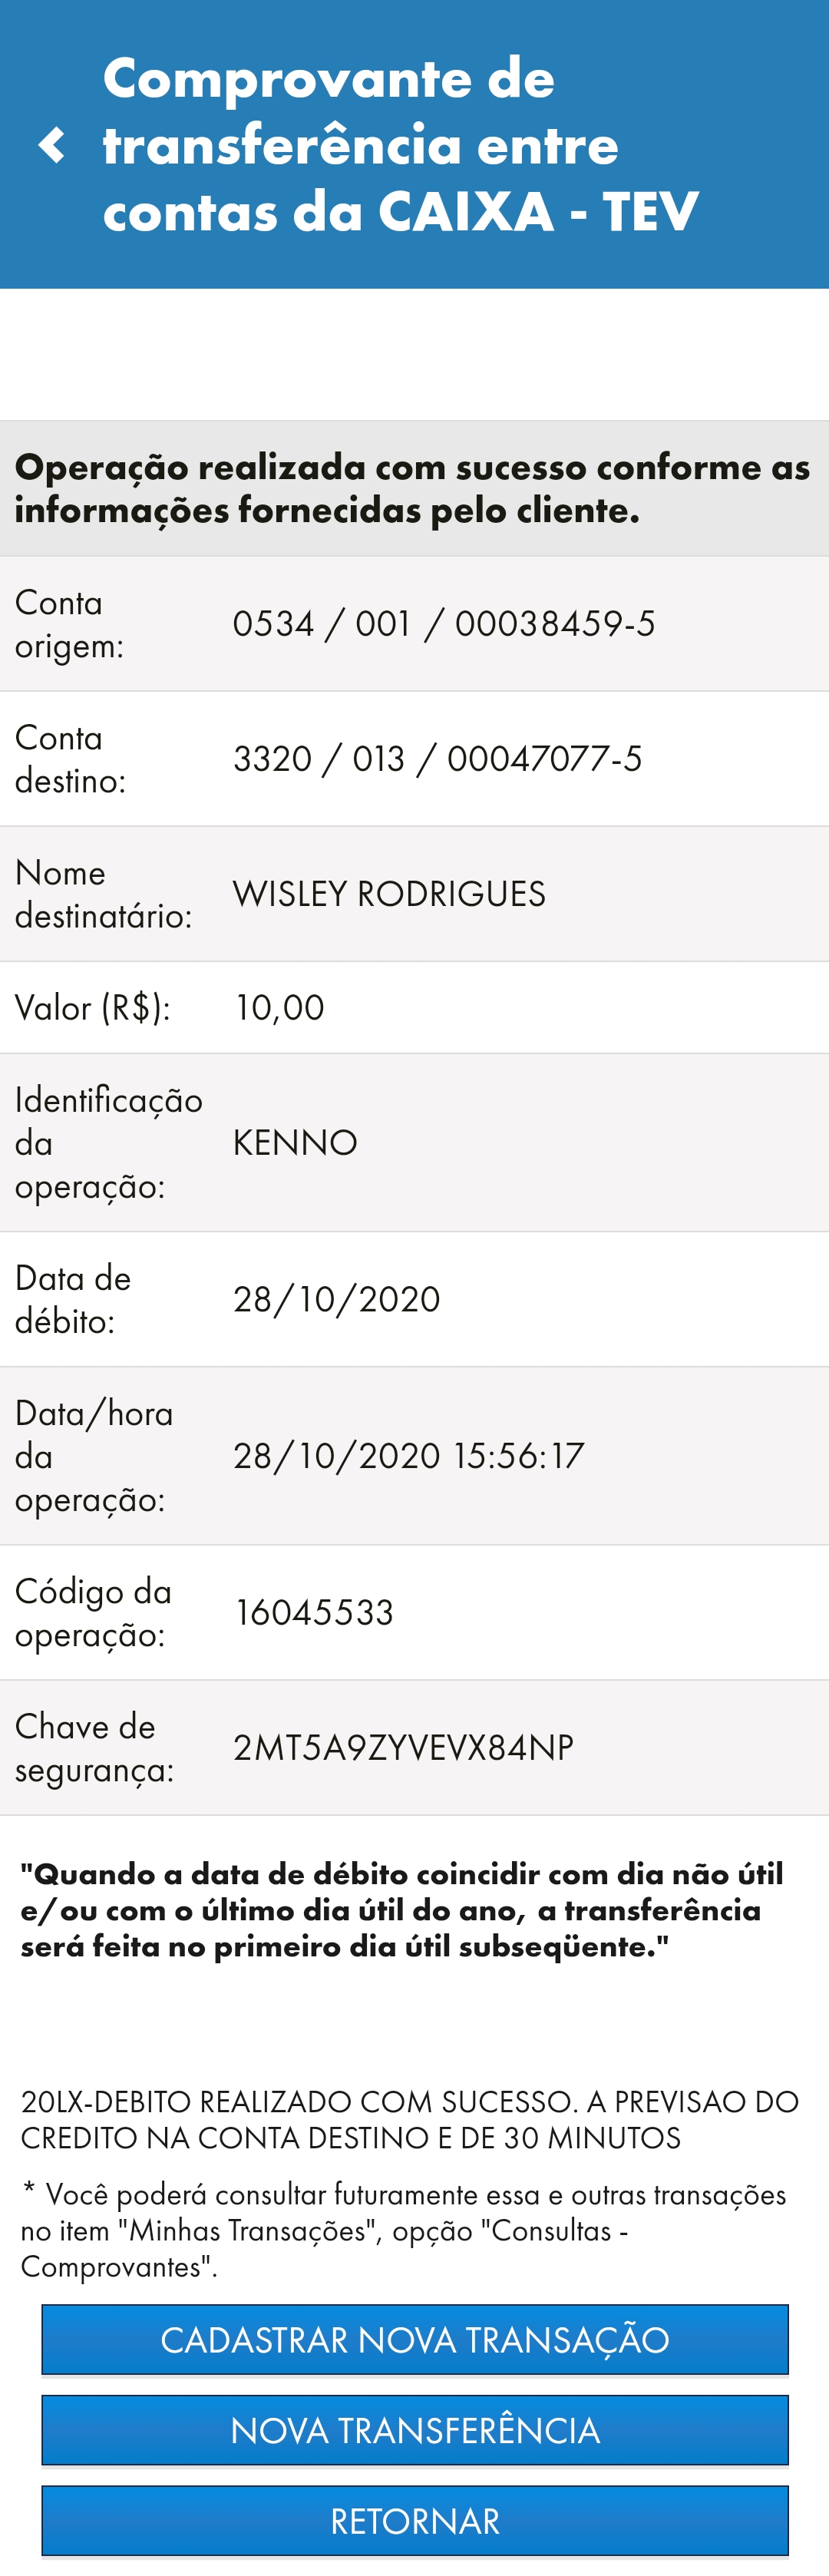 Comprovante de
transferência entre
contas da CAIXA - TEV
Operação realizada com sucesso conforme as
informações fornecidas pelo cliente.
Conta
origem:
0534 / 001 / 00038459-5
Conta
destino:
3320 / 013 / 00047077-5
Nome
destinatário:
WISLEY RODRIGUES
Valor (R$):
10,00
Identificação
da
operação:
KENNO
Data de
débito:
28/10/2020
Data/hora
da
operação:
28/10/2020 15:56:17
Código da
operação:
16045533
Chave de
segurança:
2MT5A9ZYVEVX84NP
"Quando a data de débito coincidir com dia não útil
e/ou com o último dia útil do ano, a transferência
será feita no primeiro dia útil subseqüente."
20LX-DEBITO REALIZADO COM SUCESSO. A PREVISAO DO
CREDITO NA CONTA DESTINO E DE 30 MINUTOS
* Você poderá consultar futuramente essa e outras transações
no item "Minhas Transações", opção "Consultas -
Comprovantes".
CADASTRAR NOVA TRANSAÇÃO
NOVA TRANSFERÊNCIA
RETORNAR